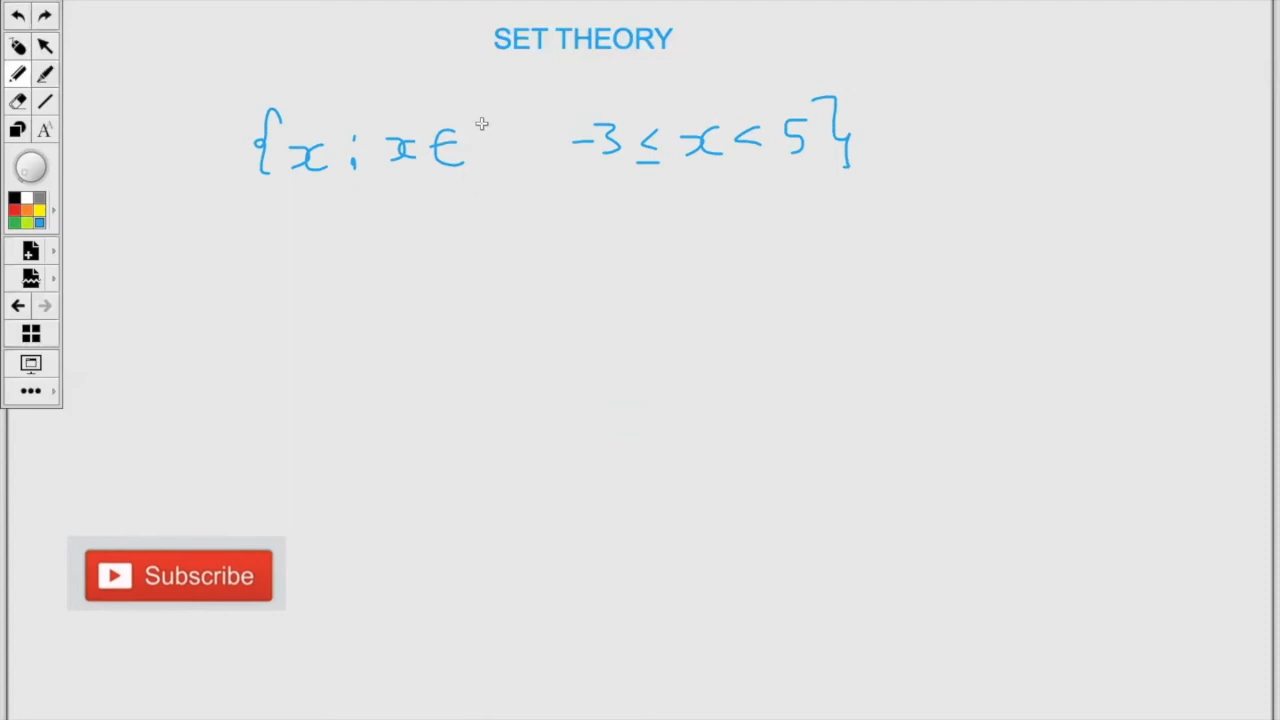 SET THEORY
{x : x ∈ -3 ≤ x < 5}
A
Subscribe